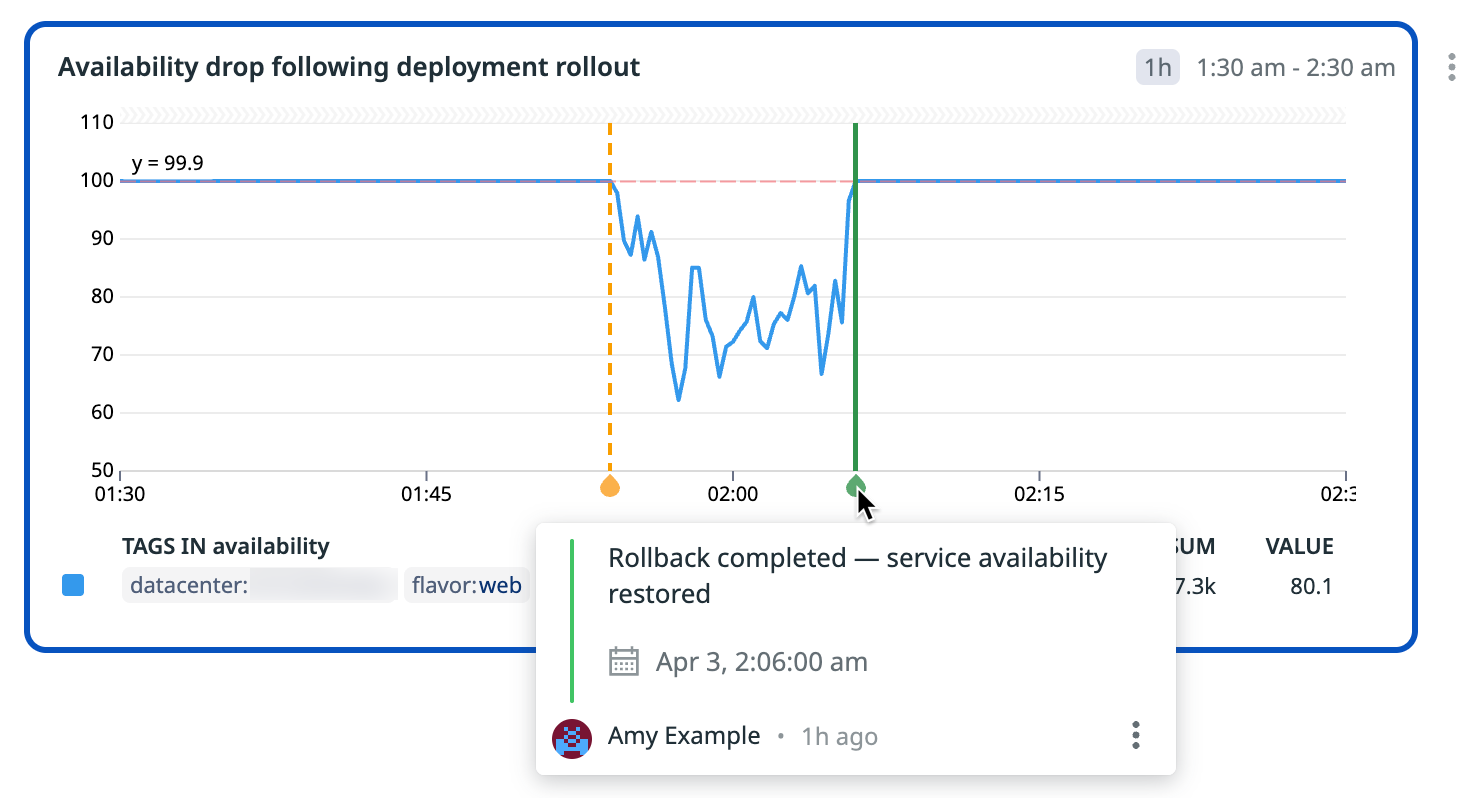 Availability drop following deployment rollout
1h 1:30 am - 2:30 am
110
y = 99.9
100
90
80
70
60
50
01:30 01:45 02:00 02:15 02:3
TAGS IN availability SUM VALUE
datacenter: flavor:web 7.3k 80.1
Rollback completed — service availability
restored
Apr 3, 2:06:00 am
Amy Example • 1h ago